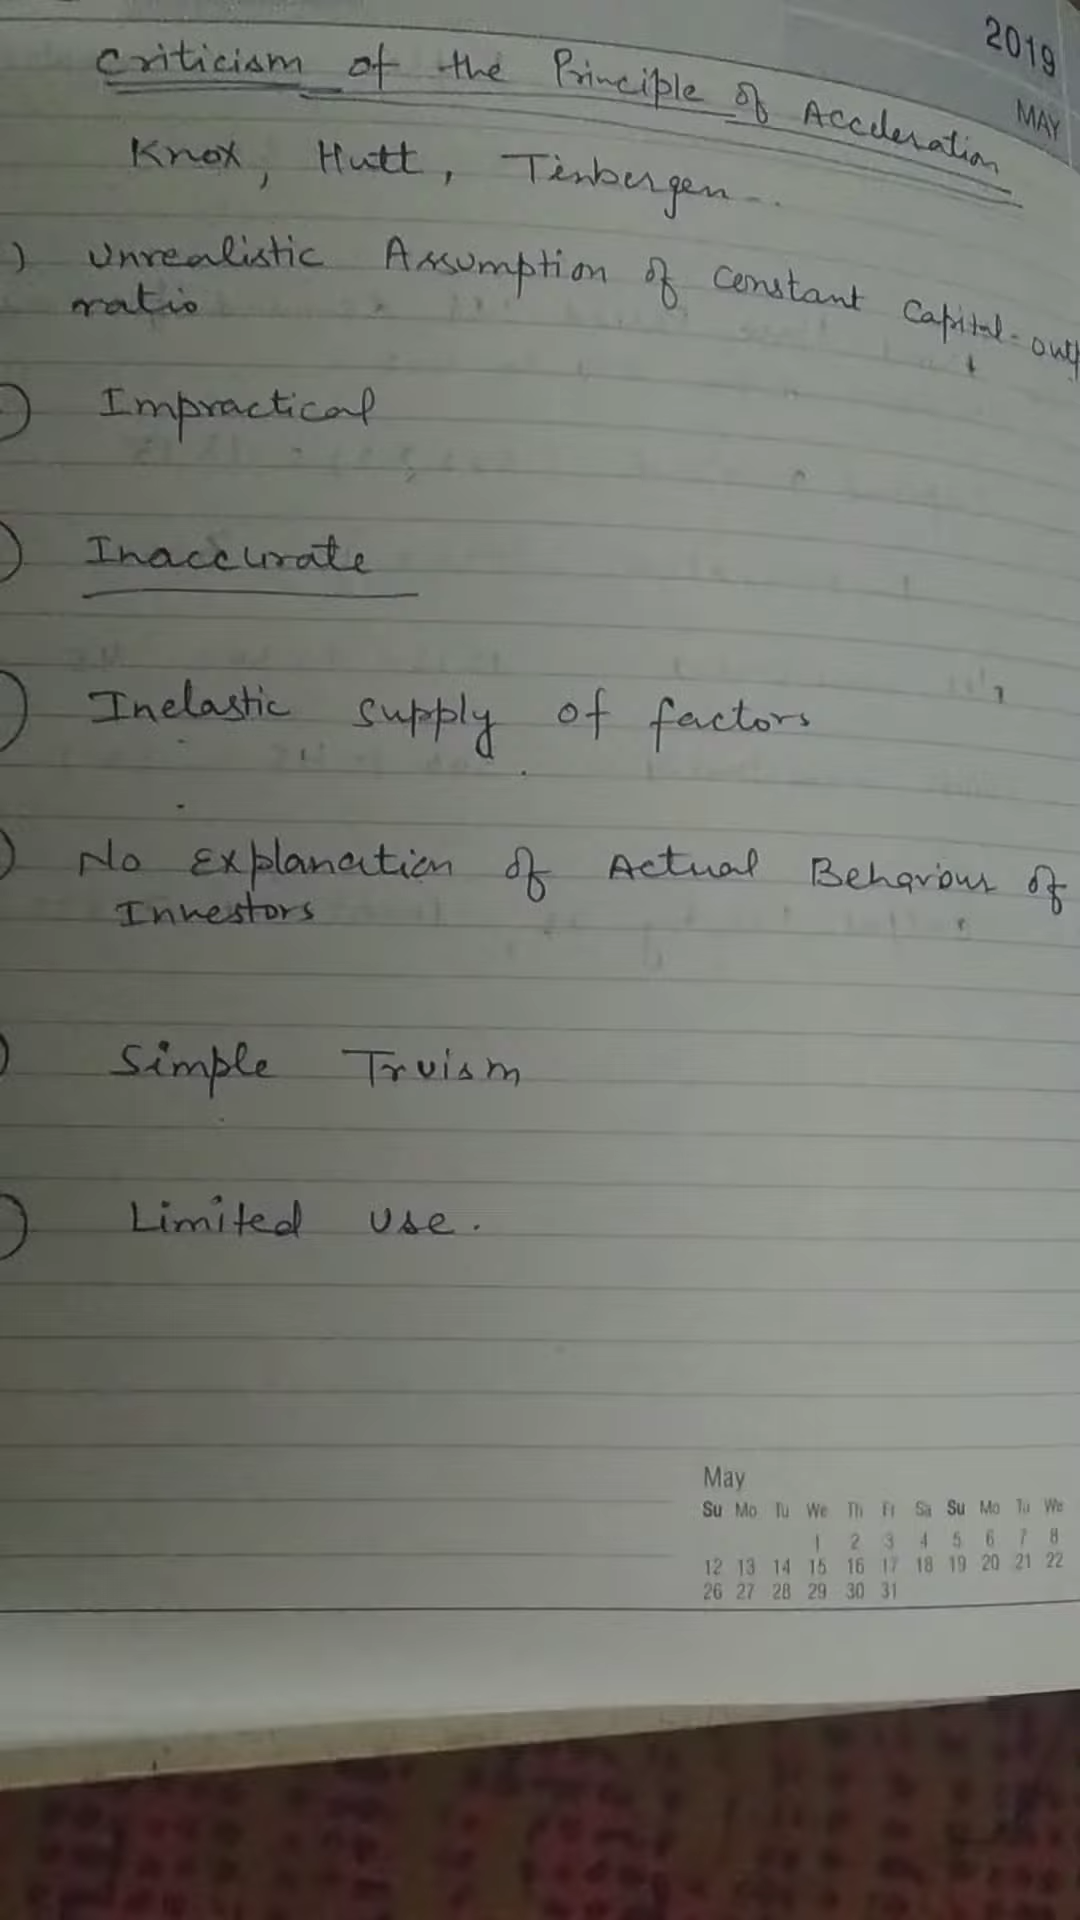 2019
MAY
Criticism of the Principle of Acceleration
Knox, Hutt, Tinbergen...
) Unrealistic Assumption of Constant Capital-out
ratio
) Impractical
) Inaccurate
) Inelastic supply of factors
) No Explanation of Actual Behaviour of
Investors
) Simple Truism
) Limited use.
May
Su Mo Tu We Th Fr Sa Su Mo Tu We
1 2 3 4 5 6 7 8
12 13 14 15 16 17 18 19 20 21 22
26 27 28 29 30 31